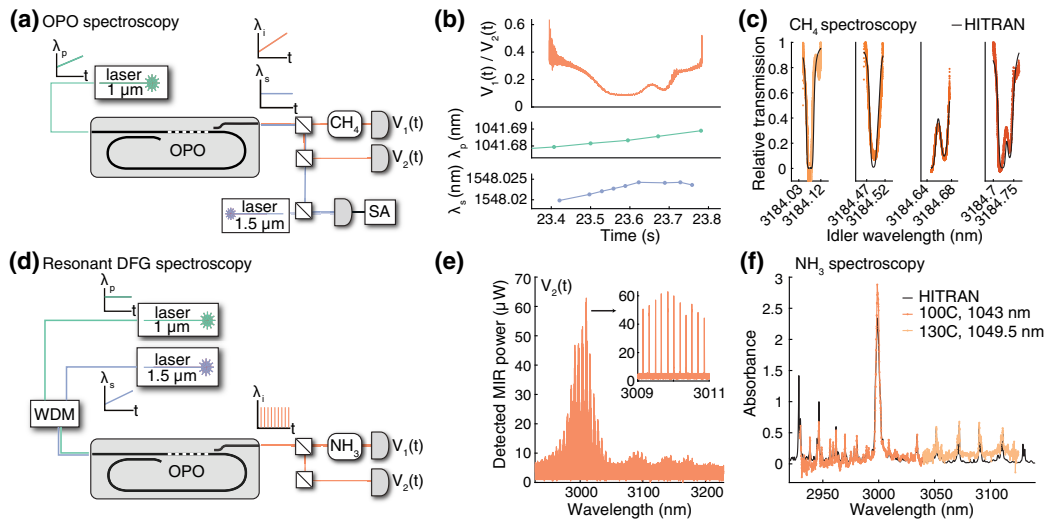 (a) OPO spectroscopy
λp
t
laser
1 μm
OPO
λi
t
λs
t
CH4
V1(t)
V2(t)
laser
1.5 μm
SA
(b)
V1(t) / V2(t)
0.6
0.4
0.2
0
λp (nm)
1041.69
1041.68
λs (nm)
1548.025
1548.02
23.4 23.5 23.6 23.7 23.8
Time (s)
(c) CH4 spectroscopy —HITRAN
Relative transmission
1
0.8
0.6
0.4
0.2
0
3184.03
3184.12
3184.47
3184.52
3184.64
3184.68
3184.7
3184.75
Idler wavelength (nm)
(d) Resonant DFG spectroscopy
λp
t
laser
1 μm
laser
1.5 μm
λs
t
WDM
OPO
λi
t
NH3
V1(t)
V2(t)
(e)
V2(t)
Detected MIR power (μW)
70
60
50
40
30
20
10
0
60
40
20
0
3009 3011
3000 3100 3200
Wavelength (nm)
(f) NH3 spectroscopy
HITRAN
100C, 1043 nm
130C, 1049.5 nm
Absorbance
3
2.5
2
1.5
1
0.5
0
2950 3000 3050 3100
Wavelength (nm)